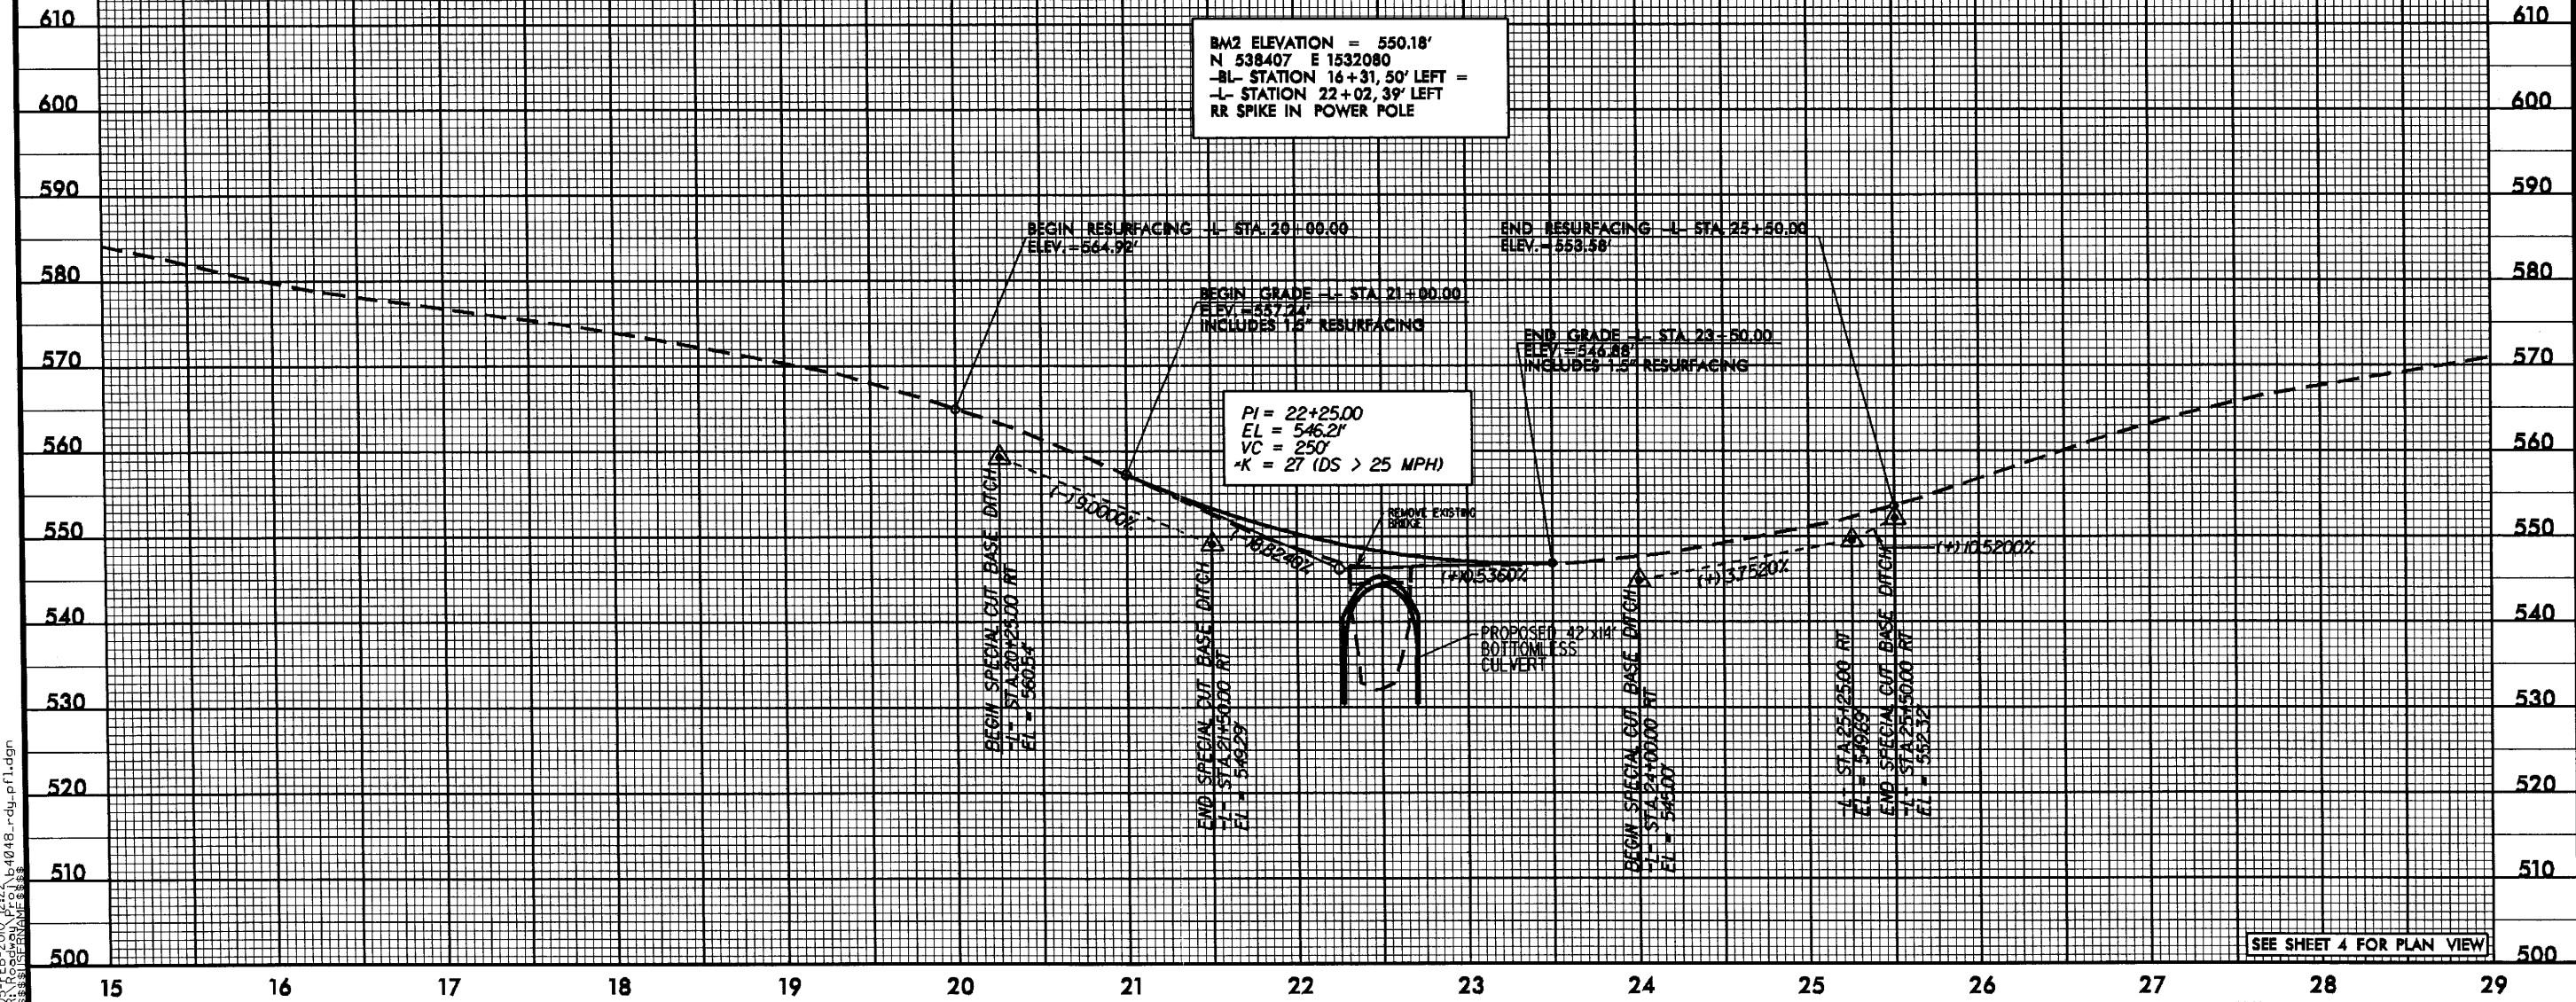 610
600
590
580
570
560
550
540
530
520
510
500
BM2 ELEVATION = 550.18'
N 538407 E 1532080
-BL- STATION 16+31, 50' LEFT =
-L- STATION 22+02, 39' LEFT
RR SPIKE IN POWER POLE
BEGIN RESURFACING -L- STA. 20+00.00
ELEV. = 564.92'
END RESURFACING -L- STA. 25+50.00
ELEV. = 553.58'
BEGIN GRADE -L- STA. 21+00.00
ELEV. = 557.24'
INCLUDES 1.5" RESURFACING
END GRADE -L- STA. 23+50.00
ELEV. = 546.88'
INCLUDES 1.5" RESURFACING
PI = 22+25.00
EL = 546.21'
VC = 250'
*K = 27 (DS > 25 MPH)
REMOVE EXISTING
BRIDGE
(-)9.0000%
(-)8.8240%
(+)0.5360%
(+)3.7520%
(+)10.5200%
PROPOSED 42'x14'
BOTTOMLESS
CULVERT
BEGIN SPECIAL CUT BASE DITCH
-L- STA.20+25.00 RT
EL = 560.54'
END SPECIAL CUT BASE DITCH
-L- STA.21+50.00 RT
EL = 549.29'
BEGIN SPECIAL CUT BASE DITCH
-L- STA.24+00.00 RT
EL = 545.00'
-L- STA.25+25.00 RT
EL = 549.69'
END SPECIAL CUT BASE DITCH
-L- STA.25+50.00 RT
EL = 552.32'
610
600
590
580
570
560
550
540
530
520
510
500
SEE SHEET 4 FOR PLAN VIEW
15 16 17 18 19 20 21 22 23 24 25 26 27 28 29
\Roadway\Proj\b4048_rdy_pfl.dgn